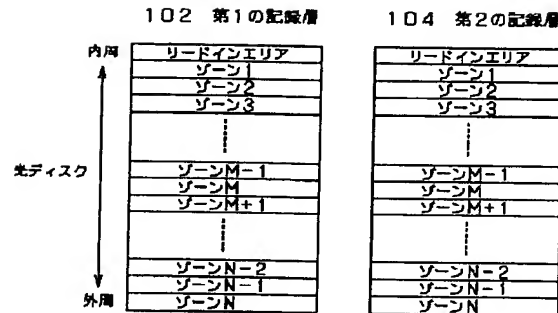 102 第1の記録層
104 第2の記録層
内周
光ディスク
外周
リードインエリア
ゾーン1
ゾーン2
ゾーン3
ゾーンM-1
ゾーンM
ゾーンM+1
ゾーンN-2
ゾーンN-1
ゾーンN
リードインエリア
ゾーン1
ゾーン2
ゾーン3
ゾーンM-1
ゾーンM
ゾーンM+1
ゾーンN-2
ゾーンN-1
ゾーンN